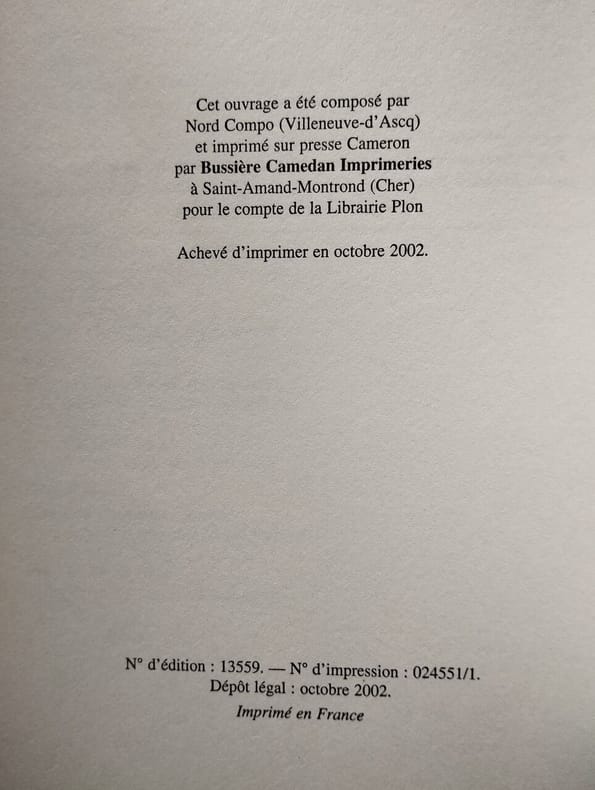 Cet ouvrage a été composé par
Nord Compo (Villeneuve-d'Ascq)
et imprimé sur presse Cameron
par Bussière Camedan Imprimeries
à Saint-Amand-Montrond (Cher)
pour le compte de la Librairie Plon
Achevé d'imprimer en octobre 2002.
N° d'édition : 13559. — N° d'impression : 024551/1.
Dépôt légal : octobre 2002.
Imprimé en France